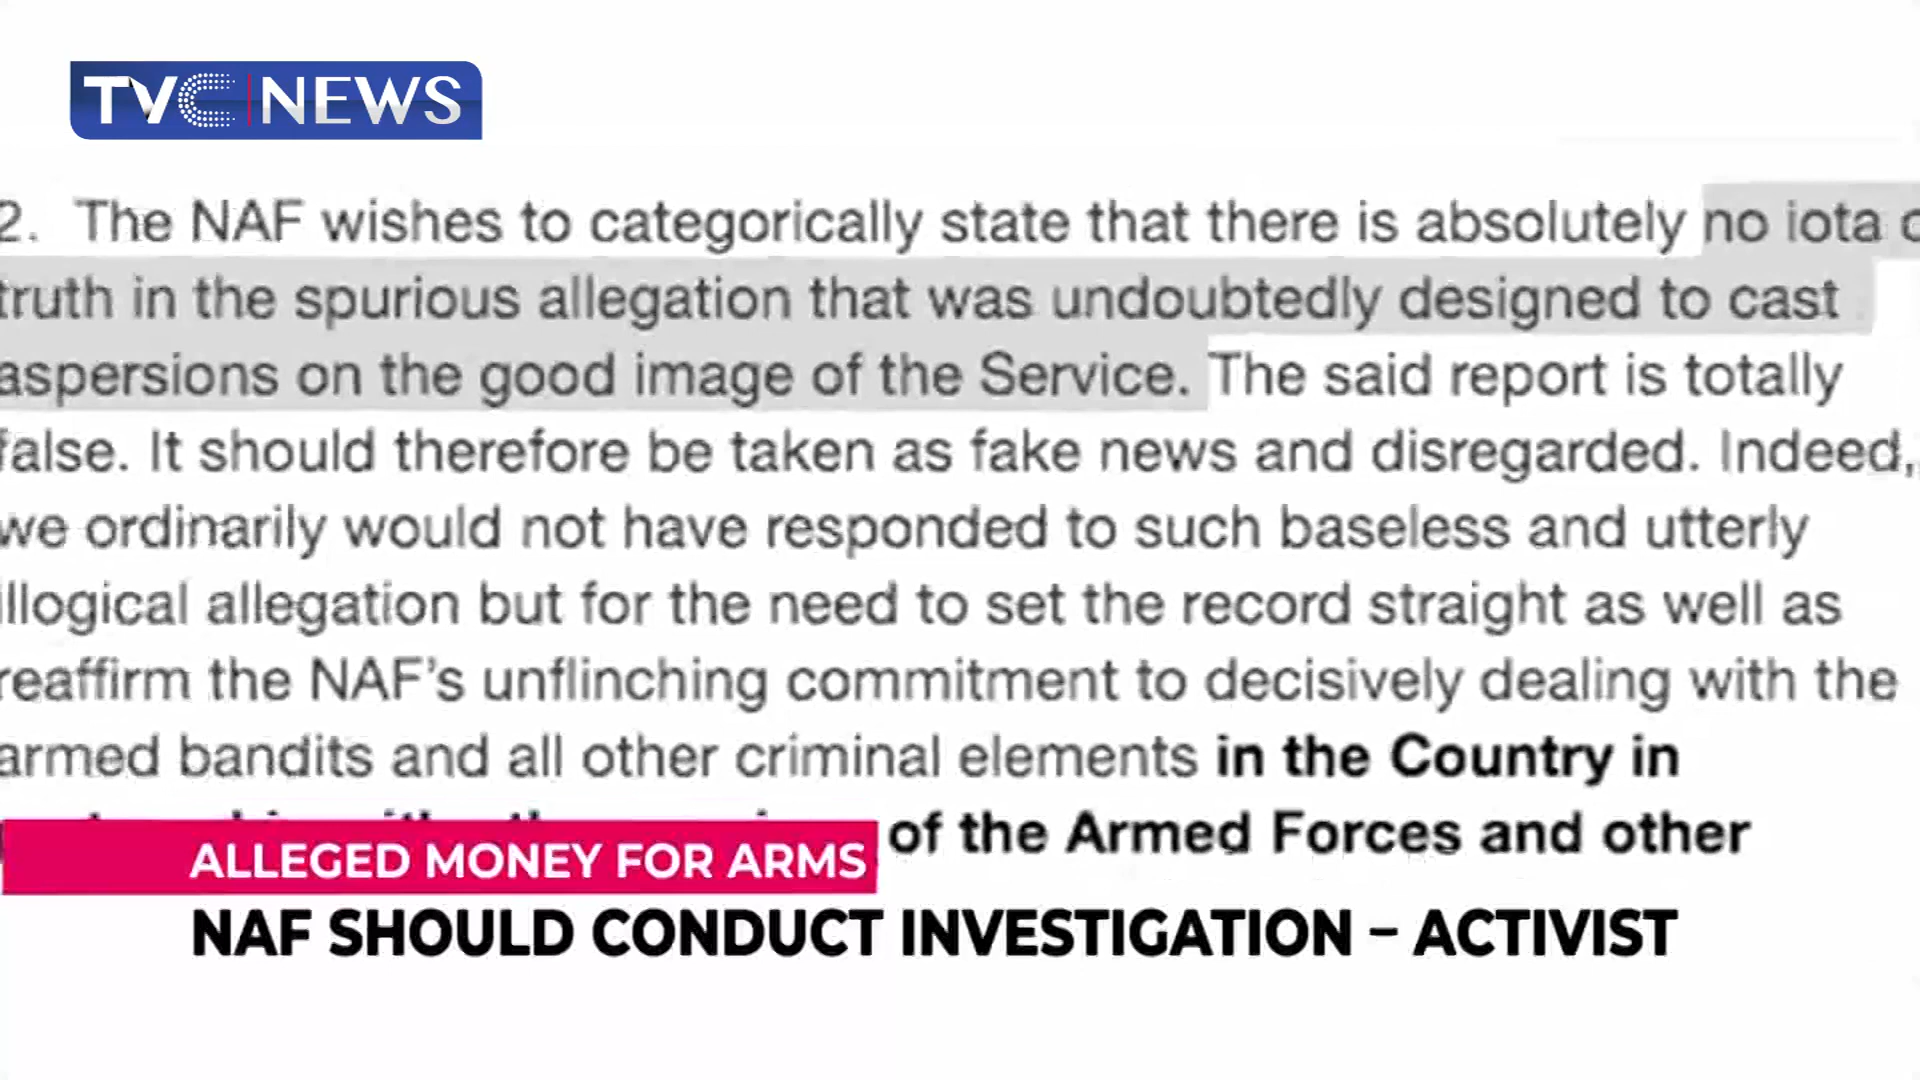 TVC NEWS
2. The NAF wishes to categorically state that there is absolutely no iota
truth in the spurious allegation that was undoubtedly designed to cast
aspersions on the good image of the Service. The said report is totally
false. It should therefore be taken as fake news and disregarded. Indeed,
we ordinarily would not have responded to such baseless and utterly
illogical allegation but for the need to set the record straight as well as
reaffirm the NAF's unflinching commitment to decisively dealing with the
armed bandits and all other criminal elements in the Country in
of the Armed Forces and other
ALLEGED MONEY FOR ARMS
NAF SHOULD CONDUCT INVESTIGATION – ACTIVIST